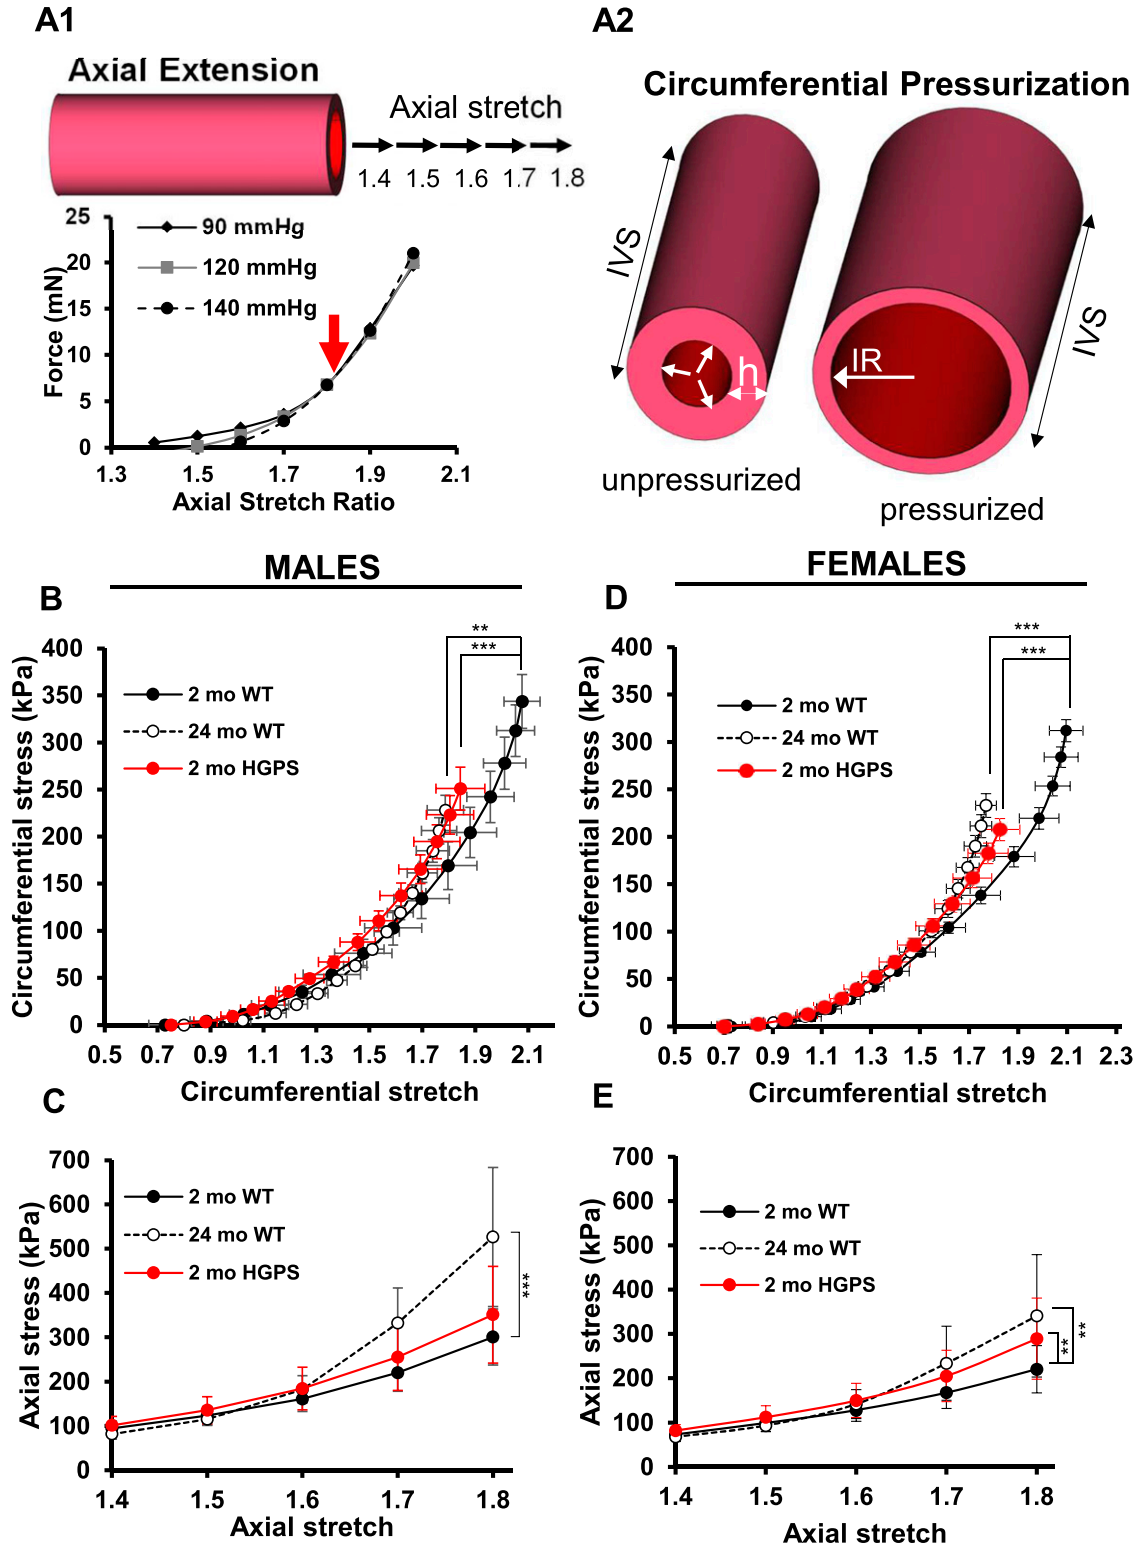 A1
Axial Extension
Axial stretch
1.4 1.5 1.6 1.7 1.8
25
20
15
10
5
0
Force (mN)
90 mmHg
120 mmHg
140 mmHg
1.3 1.5 1.7 1.9 2.1
Axial Stretch Ratio
A2
Circumferential Pressurization
IVS
h
IR
IVS
unpressurized
pressurized
MALES
B
400
350
300
250
200
150
100
50
0
Circumferential stress (kPa)
2 mo WT
24 mo WT
2 mo HGPS
**
***
0.5 0.7 0.9 1.1 1.3 1.5 1.7 1.9 2.1
Circumferential stretch
C
700
600
500
400
300
200
100
0
Axial stress (kPa)
2 mo WT
24 mo WT
2 mo HGPS
***
1.4 1.5 1.6 1.7 1.8
Axial stretch
FEMALES
D
400
350
300
250
200
150
100
50
0
Circumferential stress (kPa)
2 mo WT
24 mo WT
2 mo HGPS
***
***
0.5 0.7 0.9 1.1 1.3 1.5 1.7 1.9 2.1 2.3
Circumferential stretch
E
700
600
500
400
300
200
100
0
Axial stress (kPa)
2 mo WT
24 mo WT
2 mo HGPS
**
**
1.4 1.5 1.6 1.7 1.8
Axial stretch